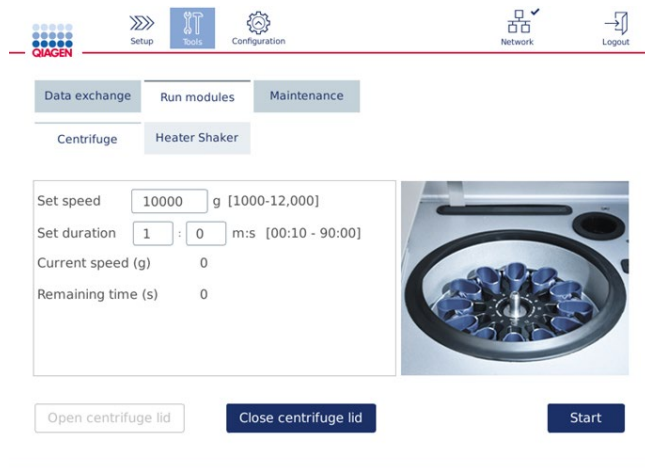 QIAGEN
Setup
Tools
Configuration
Network
Logout
Data exchange Run modules Maintenance
Centrifuge Heater Shaker
Set speed 10000 g [1000-12,000]
Set duration 1 : 0 m:s [00:10 - 90:00]
Current speed (g) 0
Remaining time (s) 0
Open centrifuge lid Close centrifuge lid Start